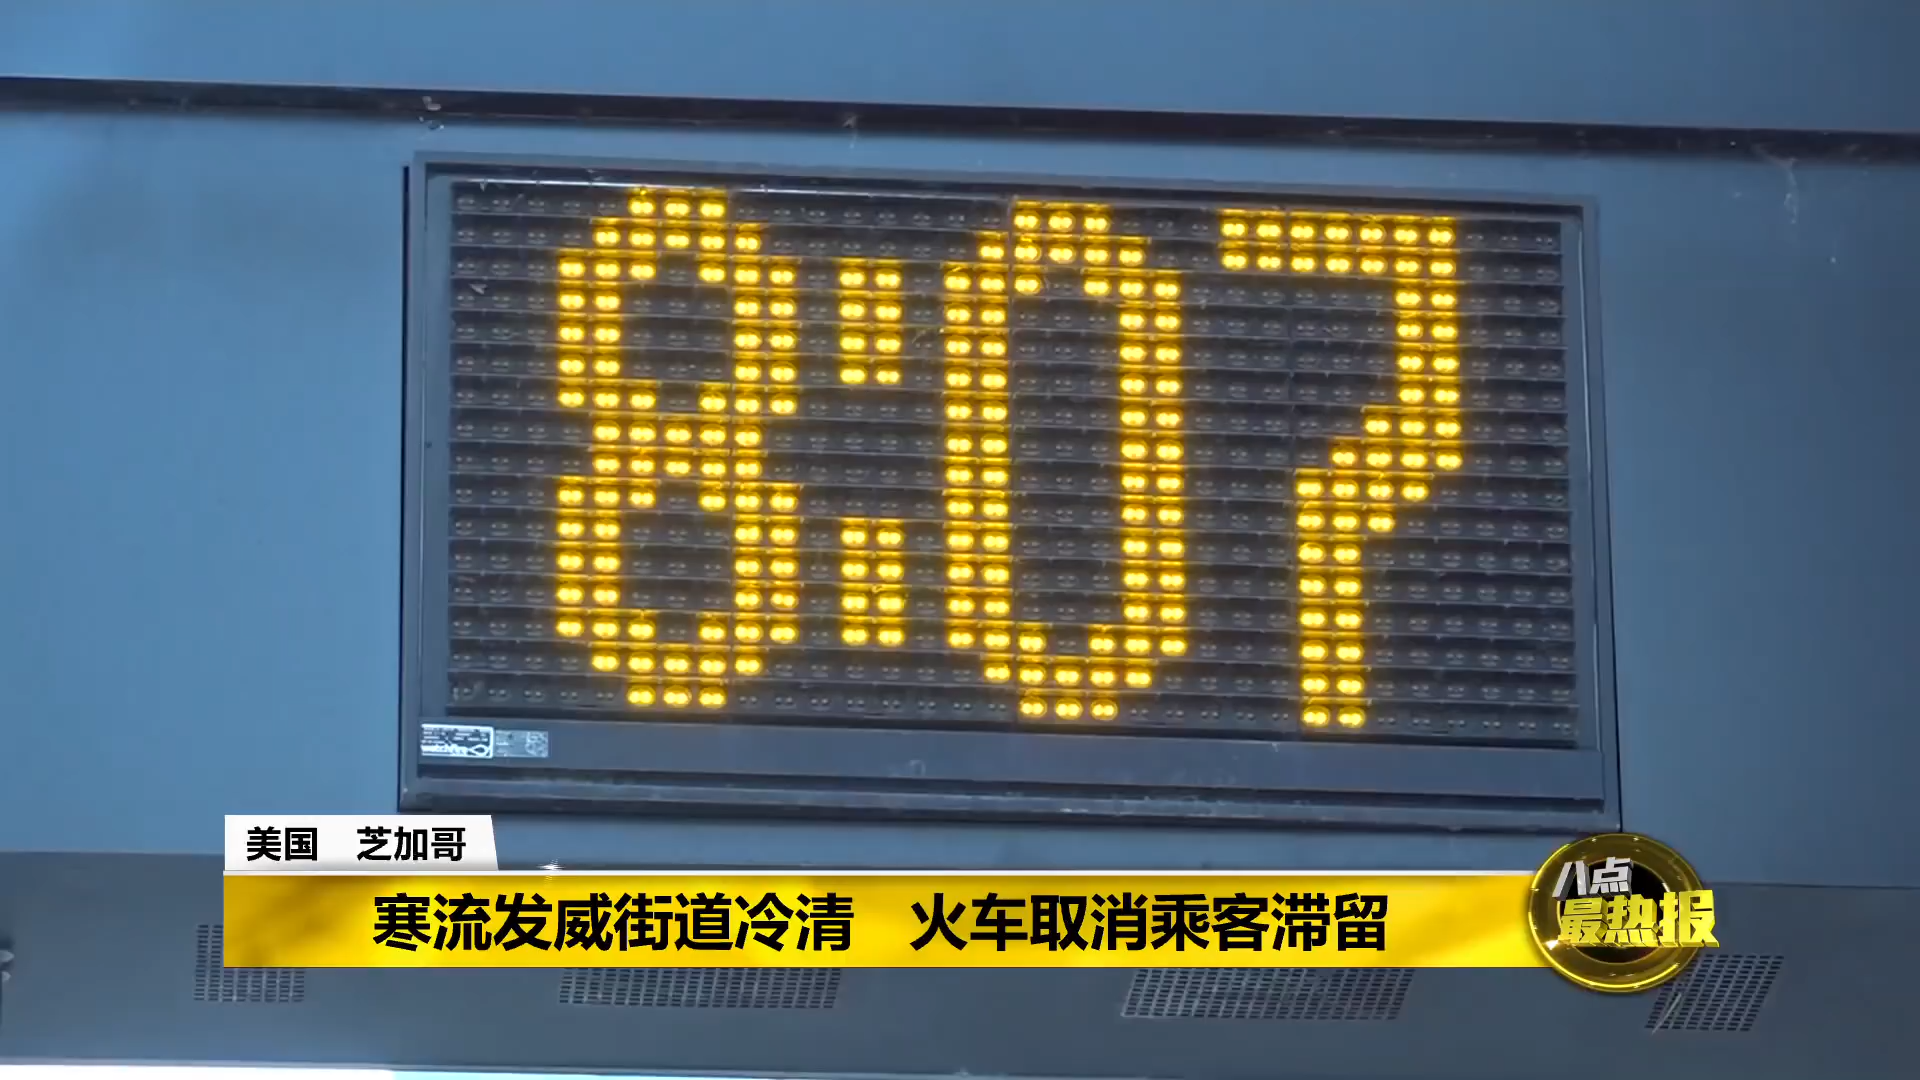 8:07
watchfire
美国 芝加哥
寒流发威街道冷清 火车取消乘客滞留
八点
最热报